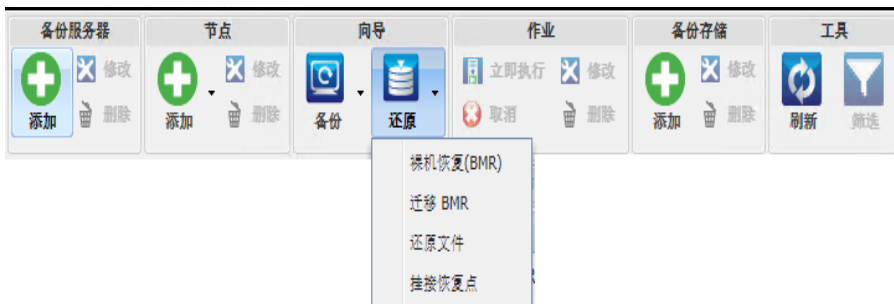 备份服务器
节点
向导
作业
备份存储
工具
添加
修改
删除
添加
修改
删除
备份
还原
立即执行
修改
取消
删除
添加
修改
删除
刷新
筛选
裸机恢复(BMR)
迁移 BMR
还原文件
挂接恢复点